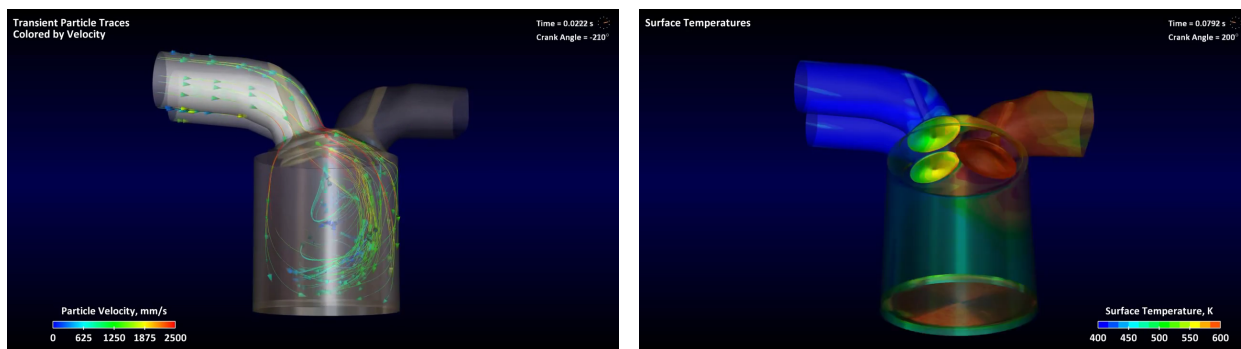 Transient Particle Traces
Colored by Velocity
Time = 0.0222 s
Crank Angle = -210°
Particle Velocity, mm/s
0 625 1250 1875 2500
Surface Temperatures
Time = 0.0792 s
Crank Angle = 200°
Surface Temperature, K
400 450 500 550 600